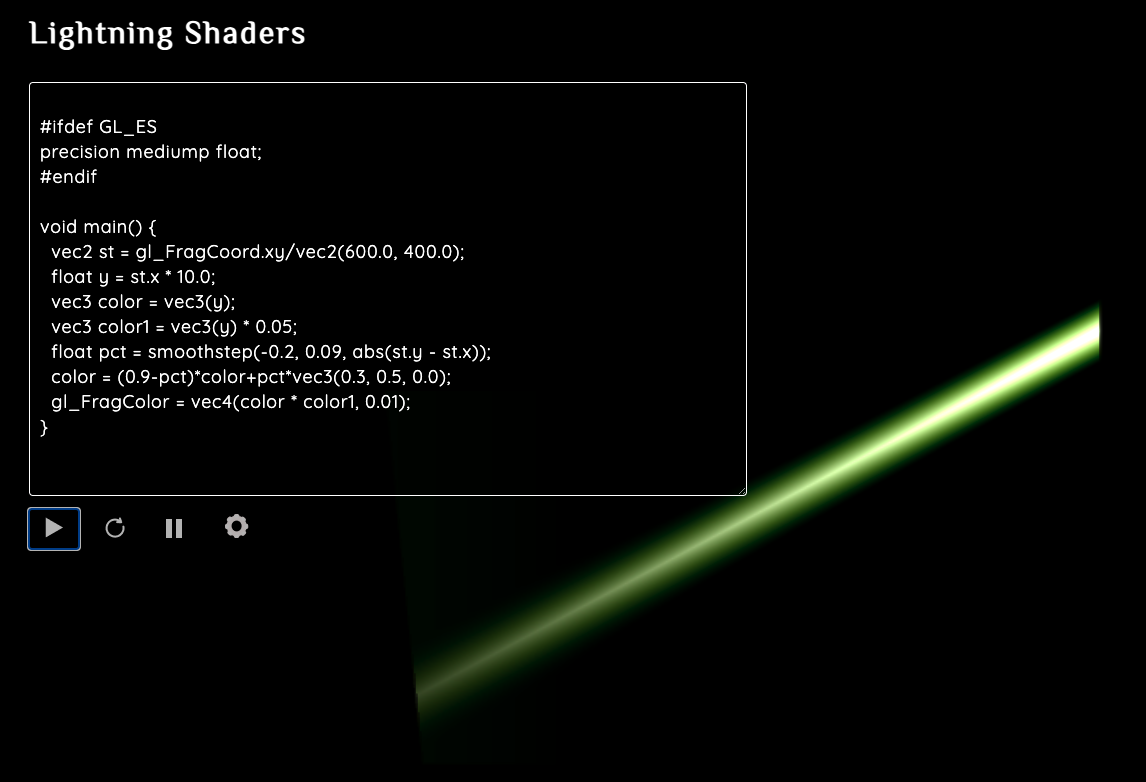 Lightning Shaders
#ifdef GL_ES
precision mediump float;
#endif
void main() {
vec2 st = gl_FragCoord.xy/vec2(600.0, 400.0);
float y = st.x * 10.0;
vec3 color = vec3(y);
vec3 color1 = vec3(y) * 0.05;
float pct = smoothstep(-0.2, 0.09, abs(st.y - st.x));
color = (0.9-pct)*color+pct*vec3(0.3, 0.5, 0.0);
gl_FragColor = vec4(color * color1, 0.01);
}